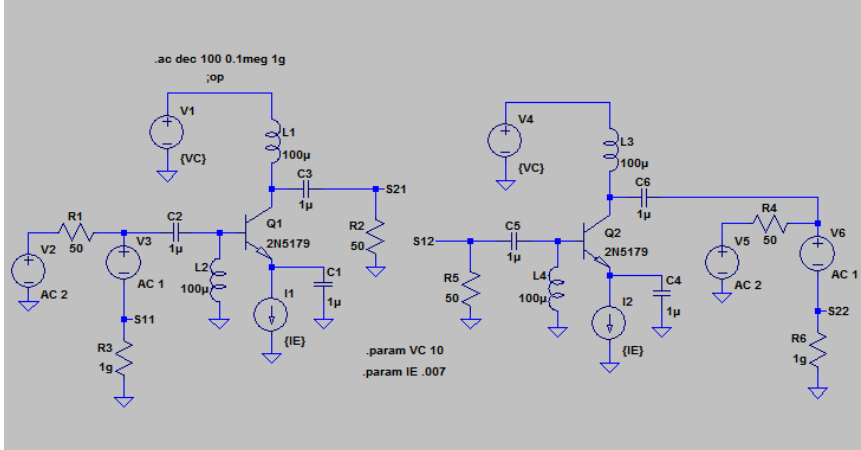 .ac dec 100 0.1meg 1g
;op
V1
{VC}
L1
100µ
C3
1µ
S21
R2
50
R1
50
V2
AC 2
V3
AC 1
S11
R3
1g
C2
1µ
L2
100µ
Q1
2N5179
I1
{IE}
C1
1µ
.param VC 10
.param IE .007
V4
{VC}
L3
100µ
C6
1µ
S12
R5
50
C5
1µ
L4
100µ
Q2
2N5179
I2
{IE}
C4
1µ
R4
50
V5
AC 2
V6
AC 1
S22
R6
1g